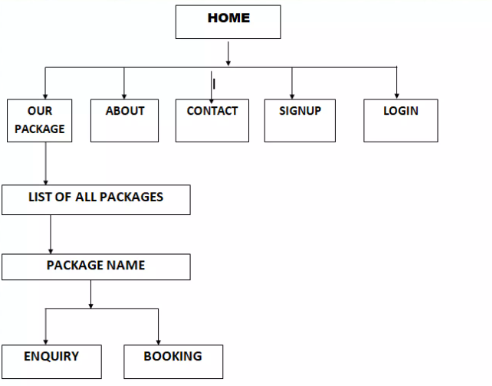 HOME
OUR
PACKAGE
ABOUT
CONTACT
SIGNUP
LOGIN
LIST OF ALL PACKAGES
PACKAGE NAME
ENQUIRY
BOOKING